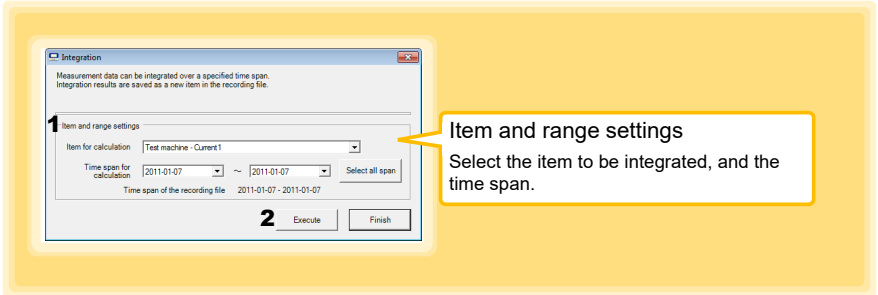 Integration
Measurement data can be integrated over a specified time span.
Integration results are saved as a new item in the recording file.
1
Item and range settings
Item for calculation Test machine - Current1
Time span for
calculation 2011-01-07 ~ 2011-01-07 Select all span
Time span of the recording file 2011-01-07 - 2011-01-07
2 Execute Finish
Item and range settings
Select the item to be integrated, and the
time span.